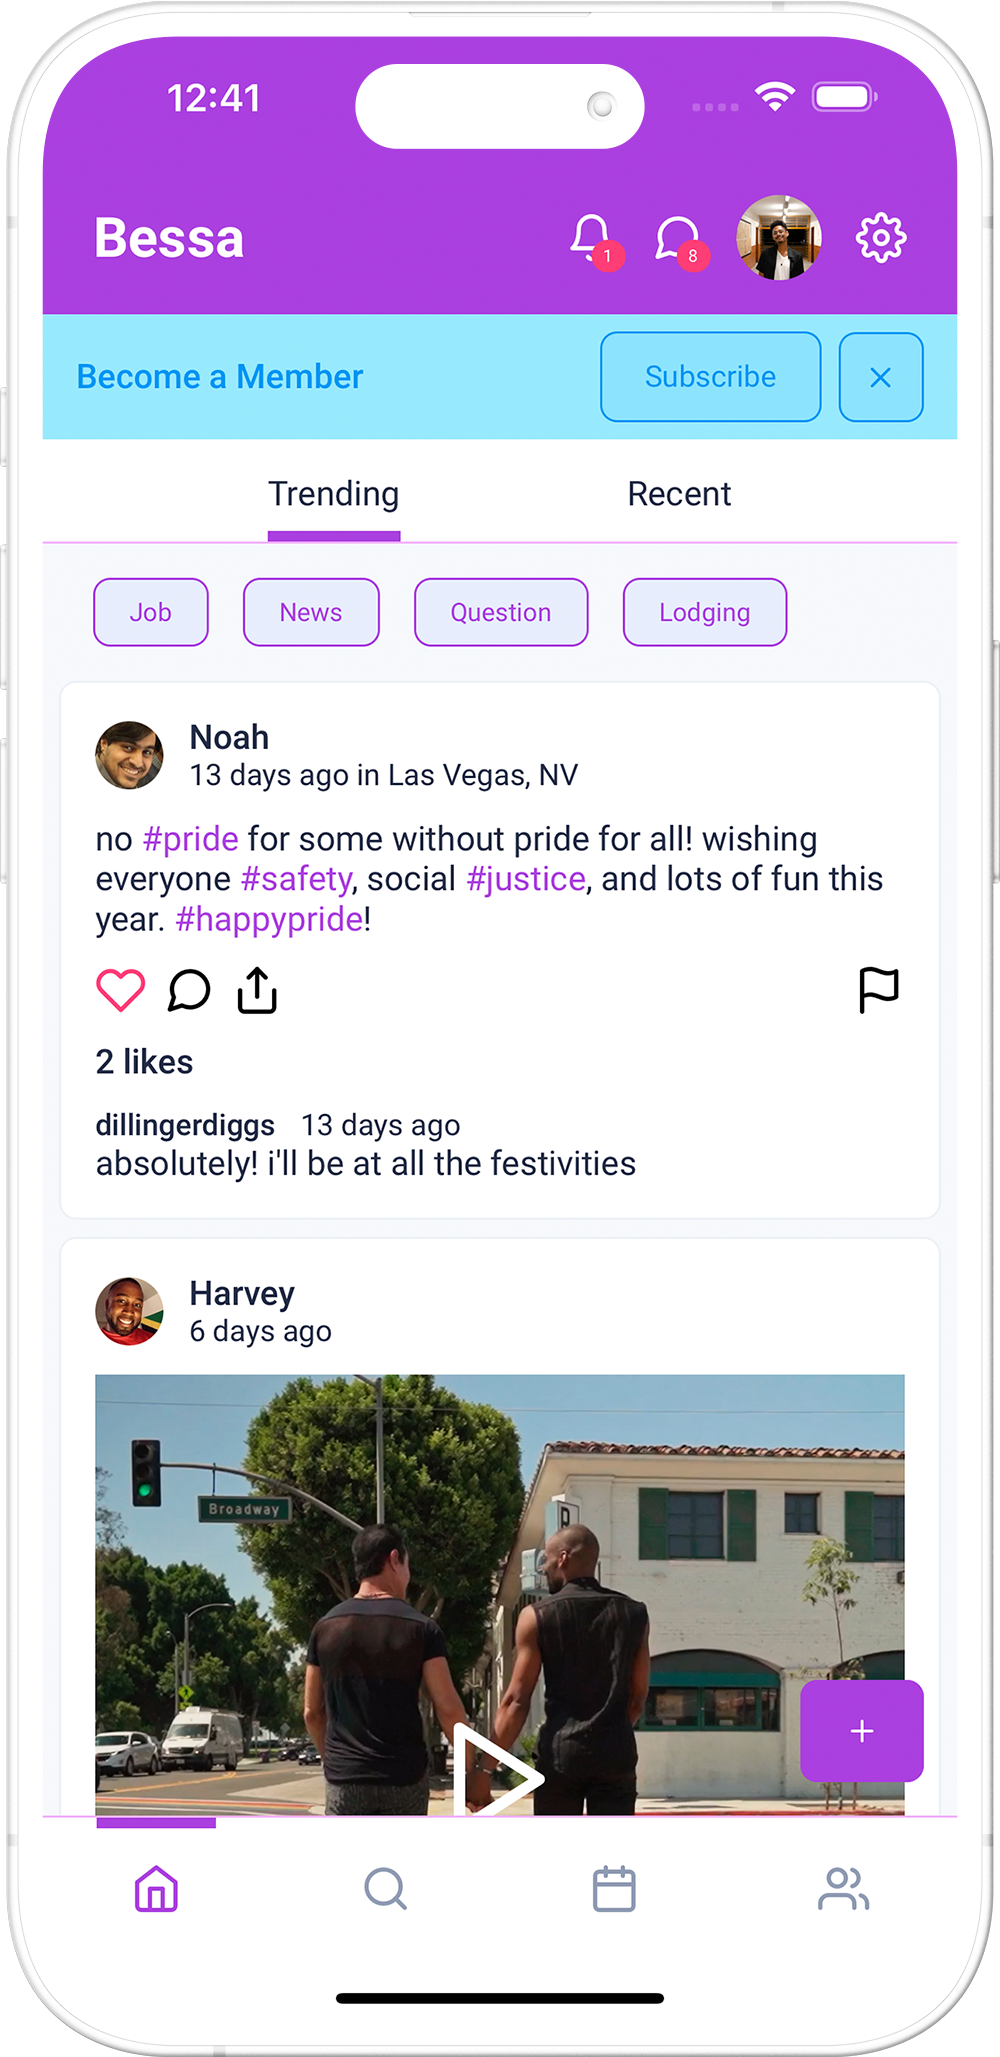 12:41
Bessa
1
8
Become a Member
Subscribe
Trending
Recent
Job
News
Question
Lodging
Noah
13 days ago in Las Vegas, NV
no #pride for some without pride for all! wishing
everyone #safety, social #justice, and lots of fun this
year. #happypride!
2 likes
dillingerdiggs 13 days ago
absolutely! i'll be at all the festivities
Harvey
6 days ago
Broadway